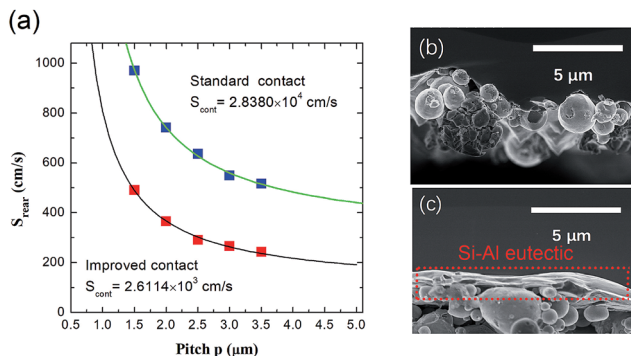 (a)
1000
800
600
400
200
0
S_rear (cm/s)
Standard contact
S_cont = 2.8380×10^4 cm/s
Improved contact
S_cont = 2.6114×10^3 cm/s
0.5 1.0 1.5 2.0 2.5 3.0 3.5 4.0 4.5 5.0
Pitch p (μm)
(b)
5 μm
(c)
5 μm
Si-Al eutectic